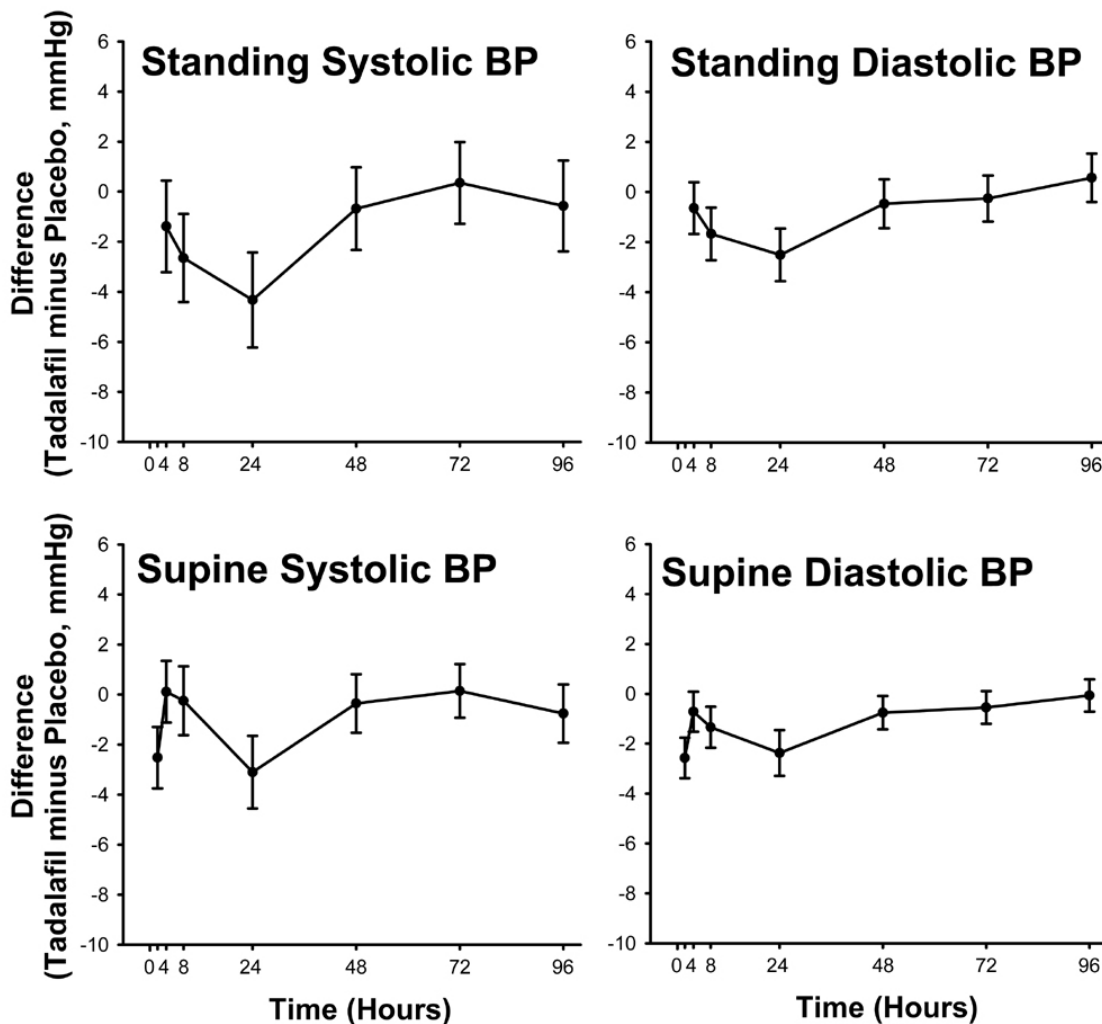 Standing Systolic BP
Difference
(Tadalafil minus Placebo, mmHg)
6
4
2
0
-2
-4
-6
-8
-10
0 4 8 24 48 72 96
Standing Diastolic BP
6
4
2
0
-2
-4
-6
-8
-10
0 4 8 24 48 72 96
Supine Systolic BP
Difference
(Tadalafil minus Placebo, mmHg)
6
4
2
0
-2
-4
-6
-8
-10
0 4 8 24 48 72 96
Time (Hours)
Supine Diastolic BP
6
4
2
0
-2
-4
-6
-8
-10
0 4 8 24 48 72 96
Time (Hours)